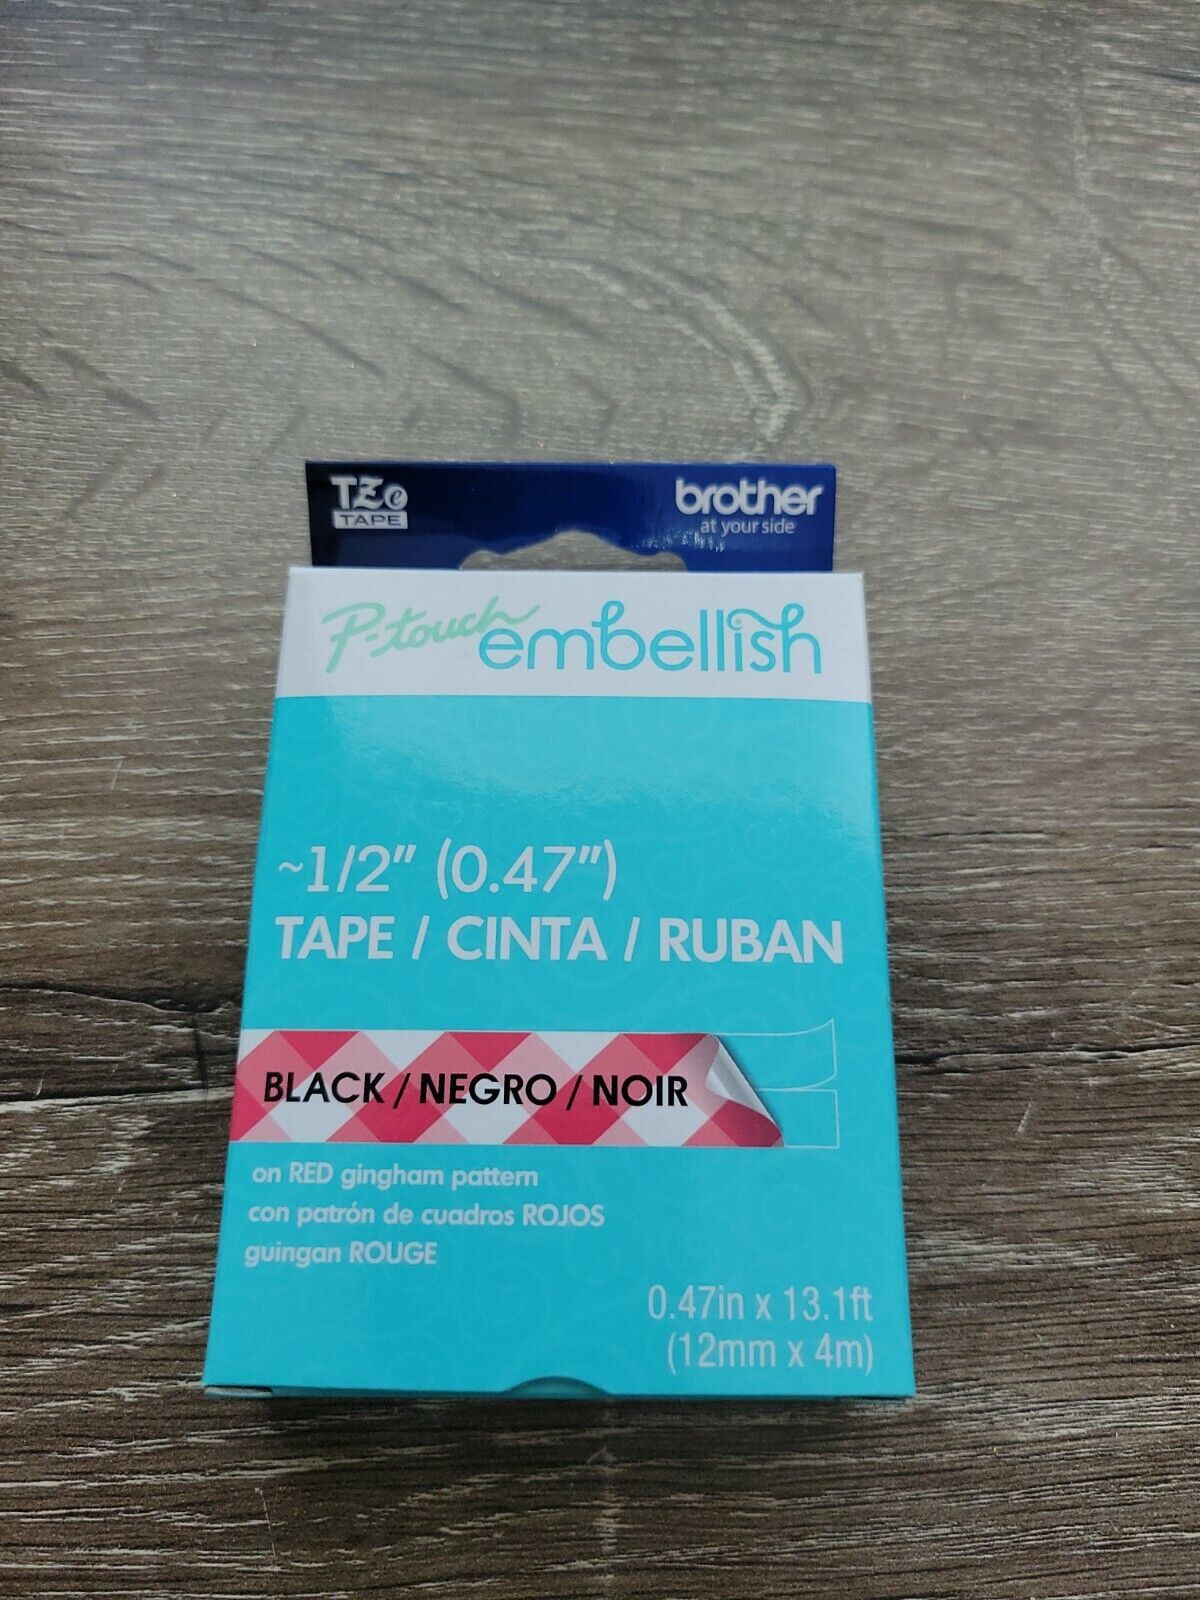 TZe
TAPE
brother
at your side
P-touch embellish
~1/2" (0.47")
TAPE / CINTA / RUBAN
BLACK / NEGRO / NOIR
on RED gingham pattern
con patrón de cuadros ROJOS
guingan ROUGE
0.47in x 13.1ft
(12mm x 4m)